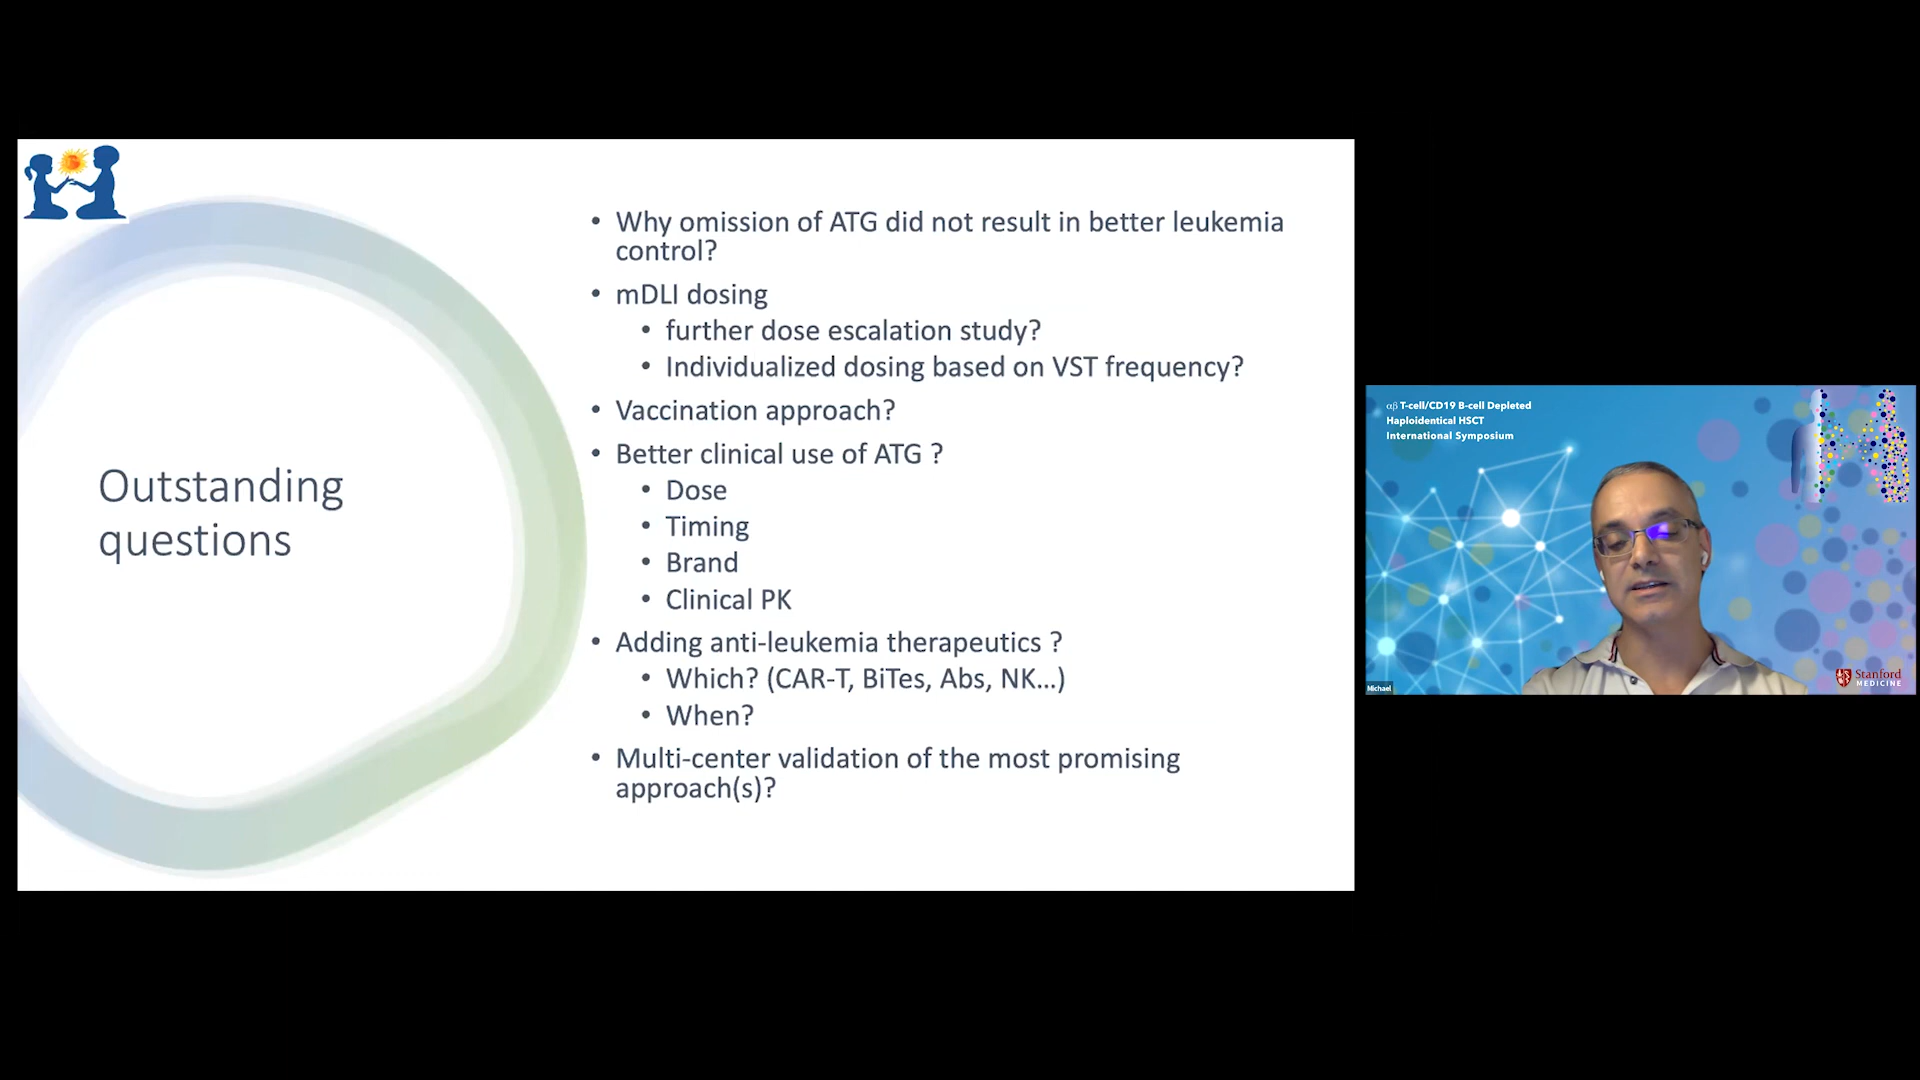 Outstanding
questions
• Why omission of ATG did not result in better leukemia
control?
• mDLI dosing
• further dose escalation study?
• Individualized dosing based on VST frequency?
• Vaccination approach?
• Better clinical use of ATG ?
• Dose
• Timing
• Brand
• Clinical PK
• Adding anti-leukemia therapeutics ?
• Which? (CAR-T, BiTes, Abs, NK...)
• When?
• Multi-center validation of the most promising
approach(s)?
αβ T-cell/CD19 B-cell Depleted
Haploidentical HSCT
International Symposium
Michael
Stanford
MEDICINE